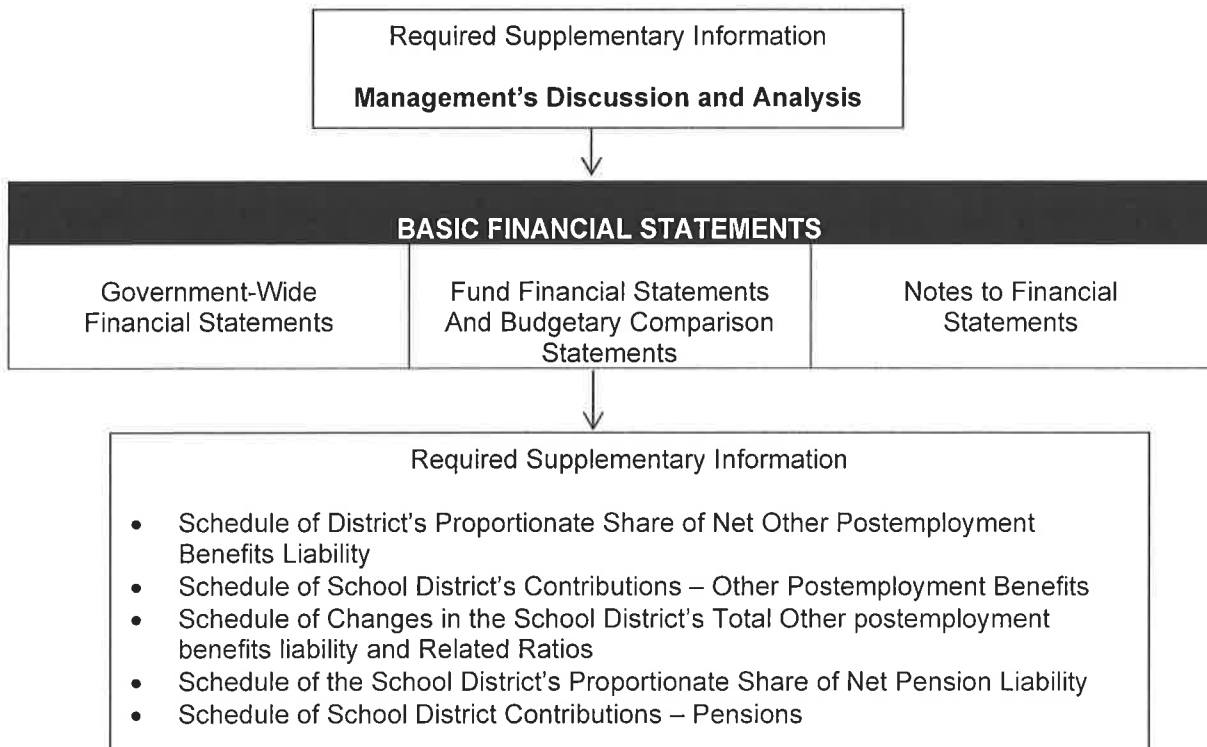 Required Supplementary Information
Management's Discussion and Analysis
BASIC FINANCIAL STATEMENTS
Government-Wide
Financial Statements
Fund Financial Statements
And Budgetary Comparison
Statements
Notes to Financial
Statements
Required Supplementary Information
• Schedule of District's Proportionate Share of Net Other Postemployment
Benefits Liability
• Schedule of School District's Contributions – Other Postemployment Benefits
• Schedule of Changes in the School District's Total Other postemployment
benefits liability and Related Ratios
• Schedule of the School District's Proportionate Share of Net Pension Liability
• Schedule of School District Contributions – Pensions